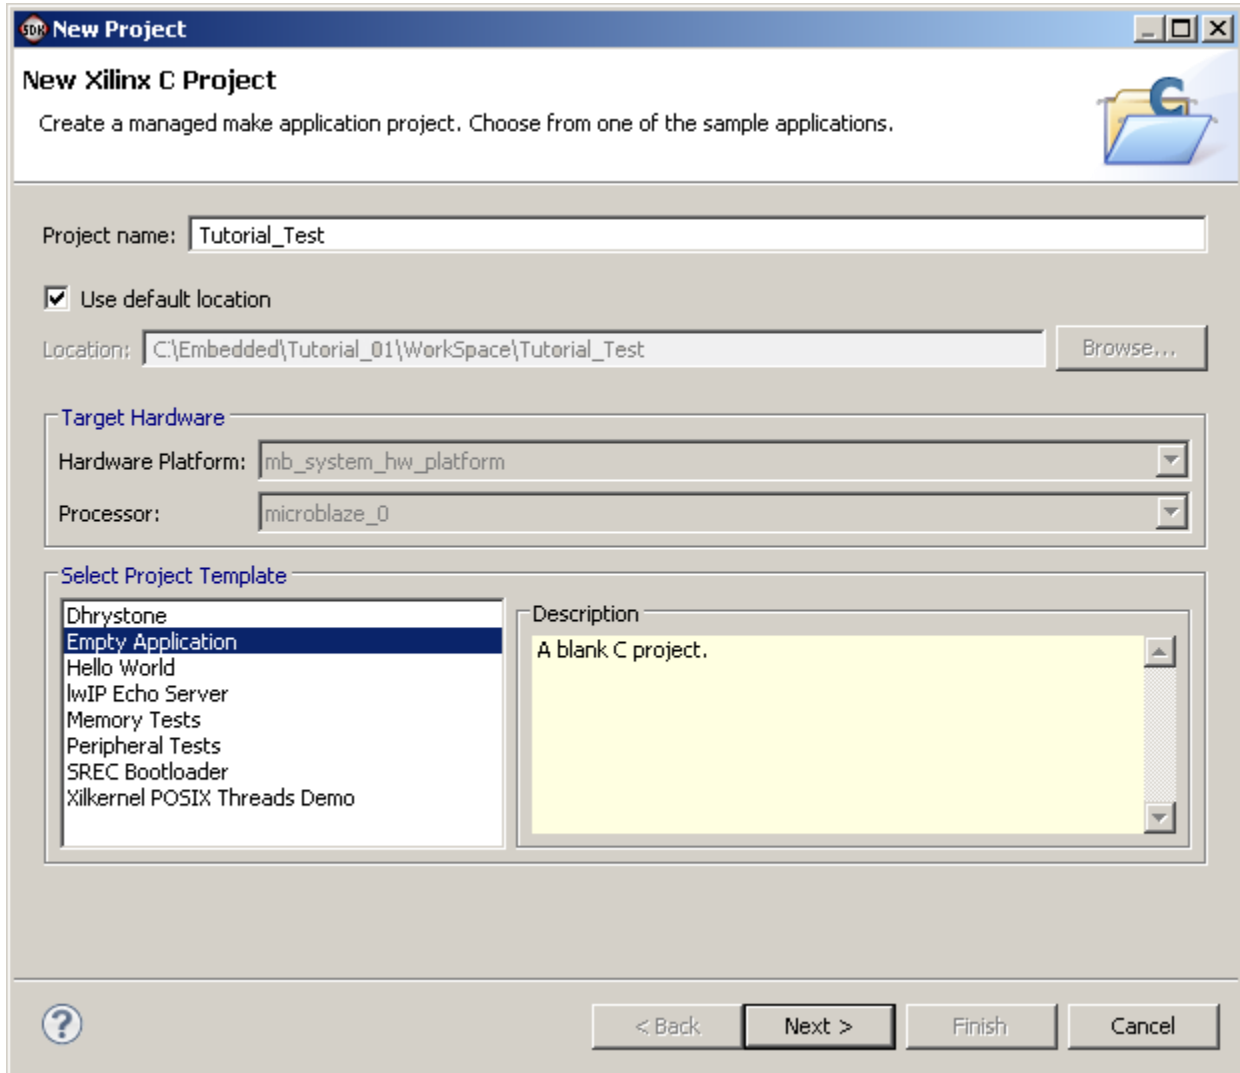 SDK New Project
New Xilinx C Project
Create a managed make application project. Choose from one of the sample applications.
C
Project name: Tutorial_Test
Use default location
Location: C:\Embedded\Tutorial_01\WorkSpace\Tutorial_Test Browse...
Target Hardware
Hardware Platform: mb_system_hw_platform
Processor: microblaze_0
Select Project Template
Dhrystone
Empty Application
Hello World
lwIP Echo Server
Memory Tests
Peripheral Tests
SREC Bootloader
Xilkernel POSIX Threads Demo
Description
A blank C project.
? < Back Next > Finish Cancel